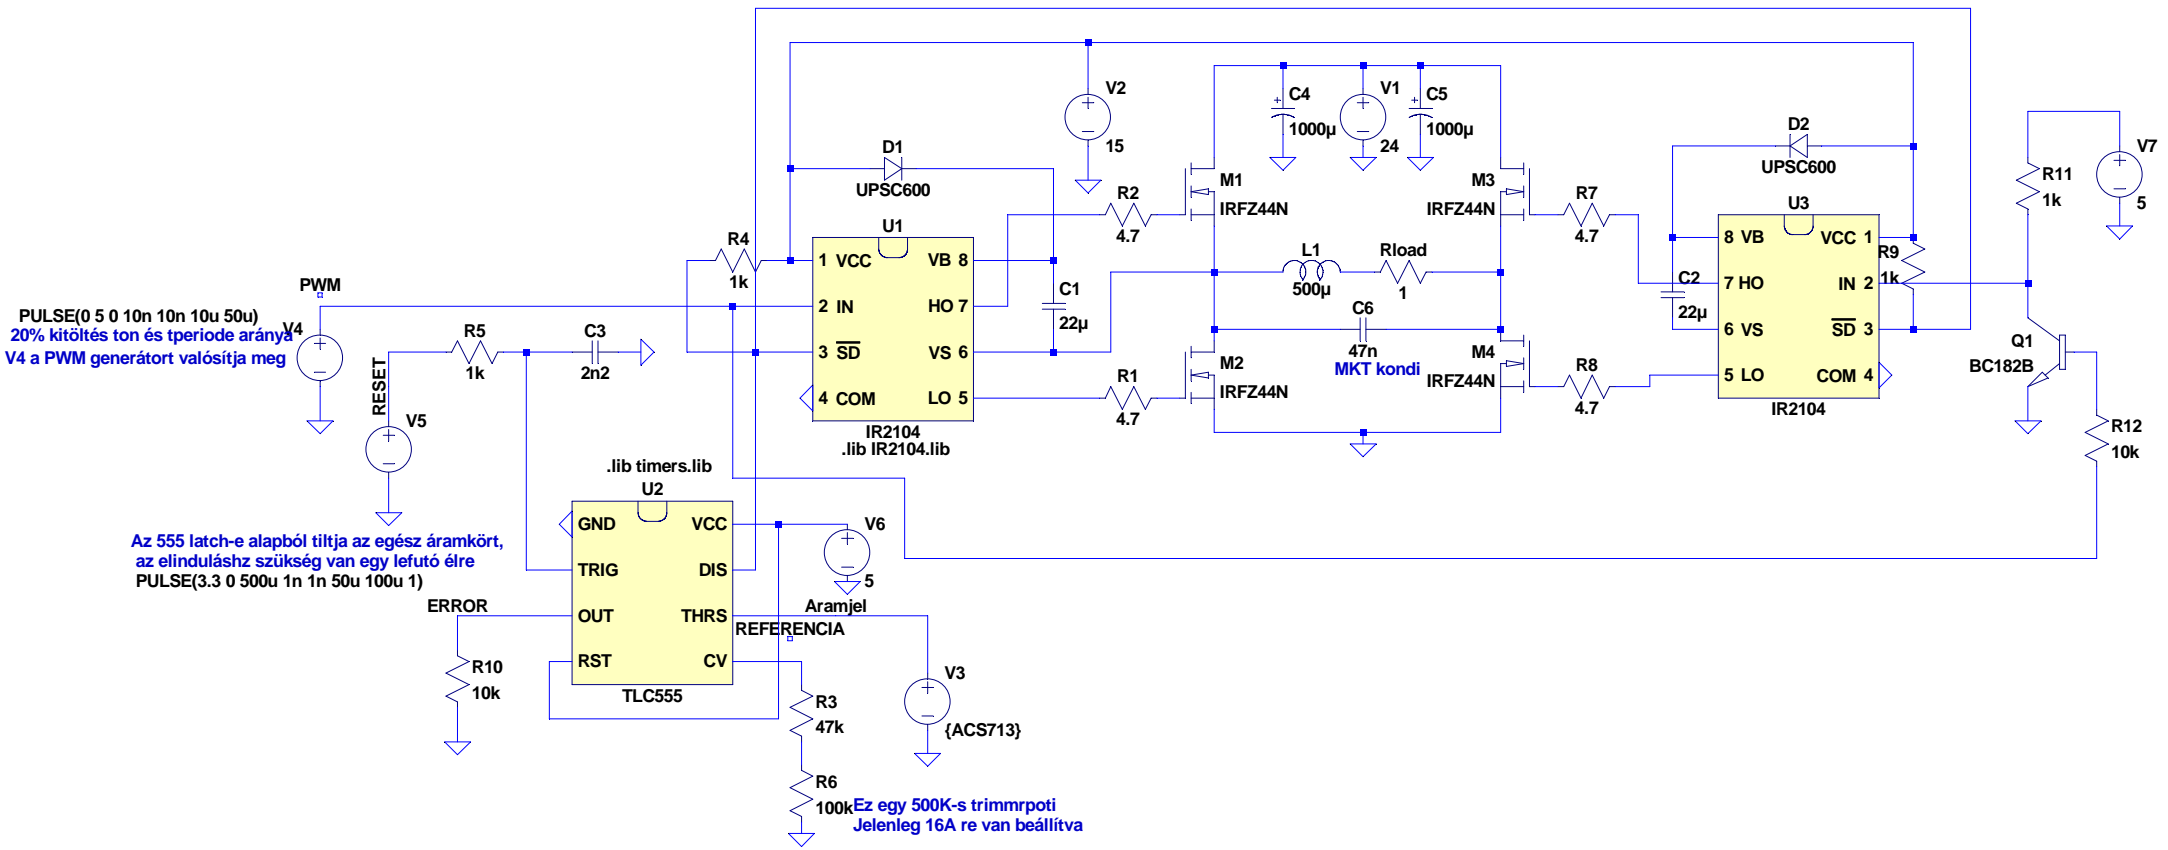 PWM
PULSE(0 5 0 10n 10n 10u 50u)
20% kitöltés ton és tperiode aránya
V4 a PWM generátort valósítja meg
V4
RESET
R5
1k
C3
2n2
V5
Az 555 latch-e alapból tiltja az egész áramkört,
az elinduláshz szükség van egy lefutó élre
PULSE(3.3 0 500u 1n 1n 50u 100u 1)
ERROR
R10
10k
.lib timers.lib
U2
GND
VCC
TRIG
DIS
OUT
THRS
RST
CV
TLC555
V6
5
Aramjel
REFERENCIA
R3
47k
R6
100k
Ez egy 500K-s trimmrpoti
Jelenleg 16A re van beállítva
V3
{ACS713}
R4
1k
D1
UPSC600
U1
1 VCC
VB 8
2 IN
HO 7
3 SD
VS 6
4 COM
LO 5
IR2104
.lib IR2104.lib
C1
22µ
V2
15
R2
4.7
R1
4.7
M1
IRFZ44N
M2
IRFZ44N
C4
1000µ
V1
24
C5
1000µ
L1
500µ
Rload
1
C6
47n
MKT kondi
M3
IRFZ44N
M4
IRFZ44N
R7
4.7
R8
4.7
D2
UPSC600
U3
8 VB
VCC 1
7 HO
IN 2
6 VS
SD 3
5 LO
COM 4
IR2104
C2
22µ
R9
1k
R11
1k
V7
5
Q1
BC182B
R12
10k